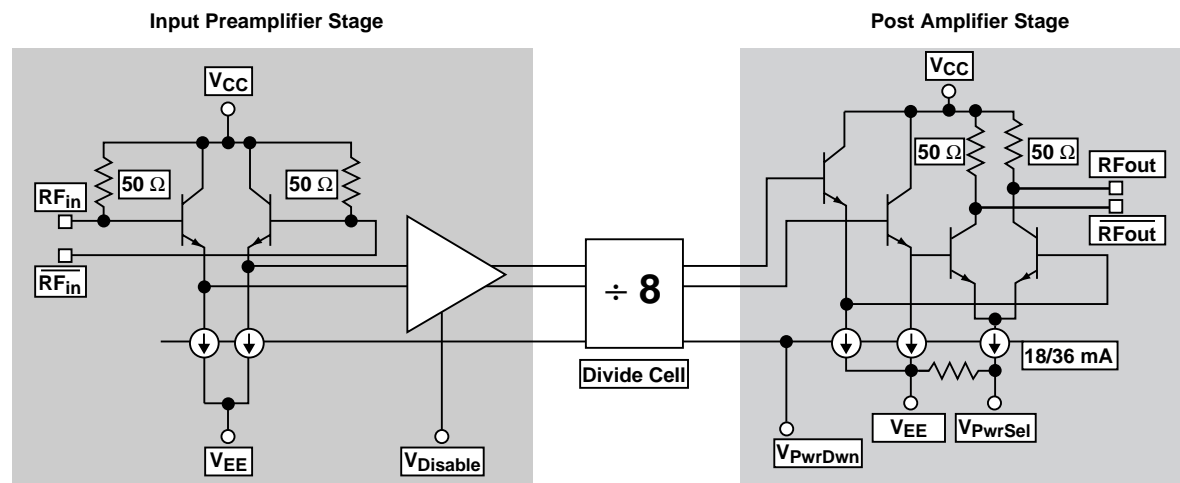 Input Preamplifier Stage
Post Amplifier Stage
VCC
VCC
50 Ω
50 Ω
50 Ω
50 Ω
RFin
RFin
RFout
RFout
÷ 8
Divide Cell
18/36 mA
VEE
VDisable
VPwrDwn
VEE
VPwrSel